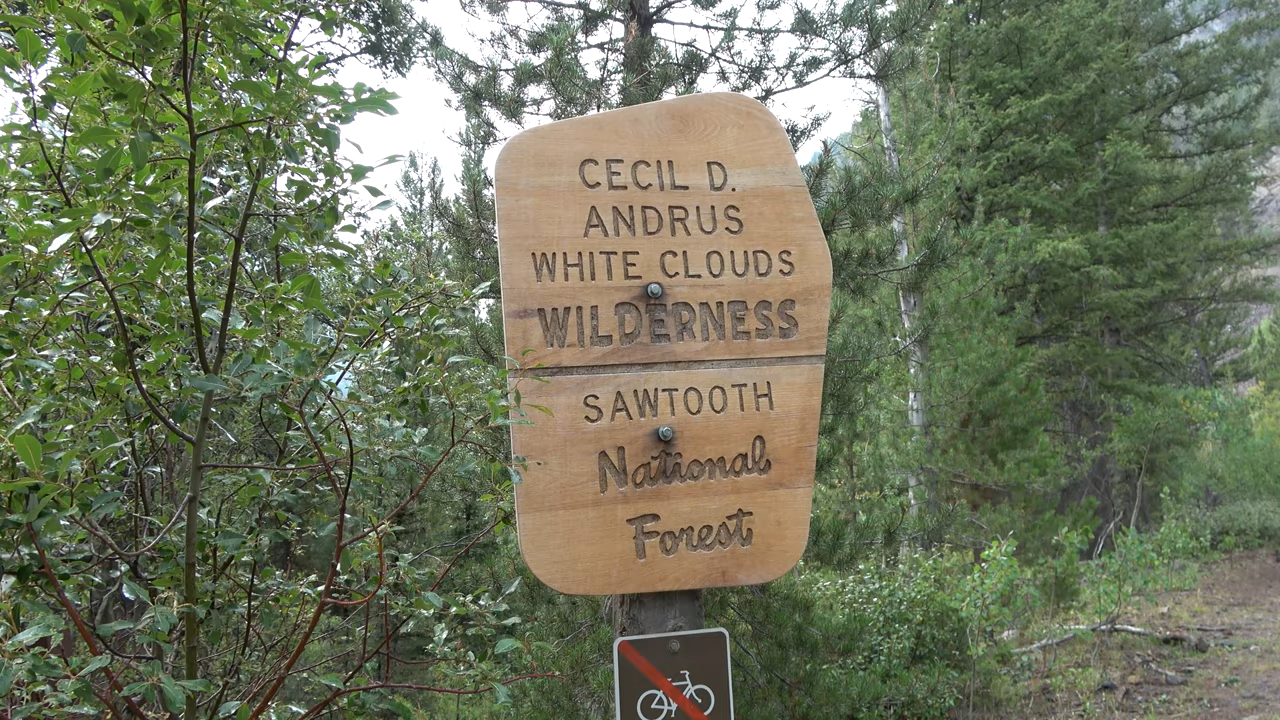 CECIL D.
ANDRUS
WHITE CLOUDS
WILDERNESS
SAWTOOTH
National
Forest